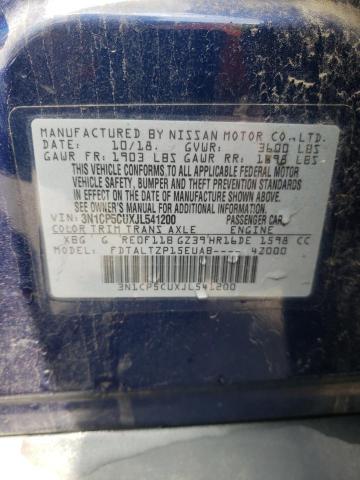 MANUFACTURED BY NISSAN MOTOR CO.,LTD.
DATE: 10/18. GVWR: 3600 LBS
GAWR FR: 1903 LBS GAWR RR: 1898 LBS
THIS VEHICLE CONFORMS TO ALL APPLICABLE FEDERAL MOTOR
VEHICLE SAFETY, BUMPER AND THEFT PREVENTION STANDARDS
IN EFFECT ON THE DATE OF MANUFACTURE SHOWN ABOVE.
SEE OWNER'S MANUAL FOR ADDITIONAL INFORMATION
VIN: 3N1CP5CUXJL541200 PASSENGER CAR
COLOR TRIM TRANS AXLE ENGINE
XBG G RE0F11B GZ39 HR16DE 1598 CC
MODEL: FDTALTZP15EUAB---- 42000
3N1CP5CUXJL541200